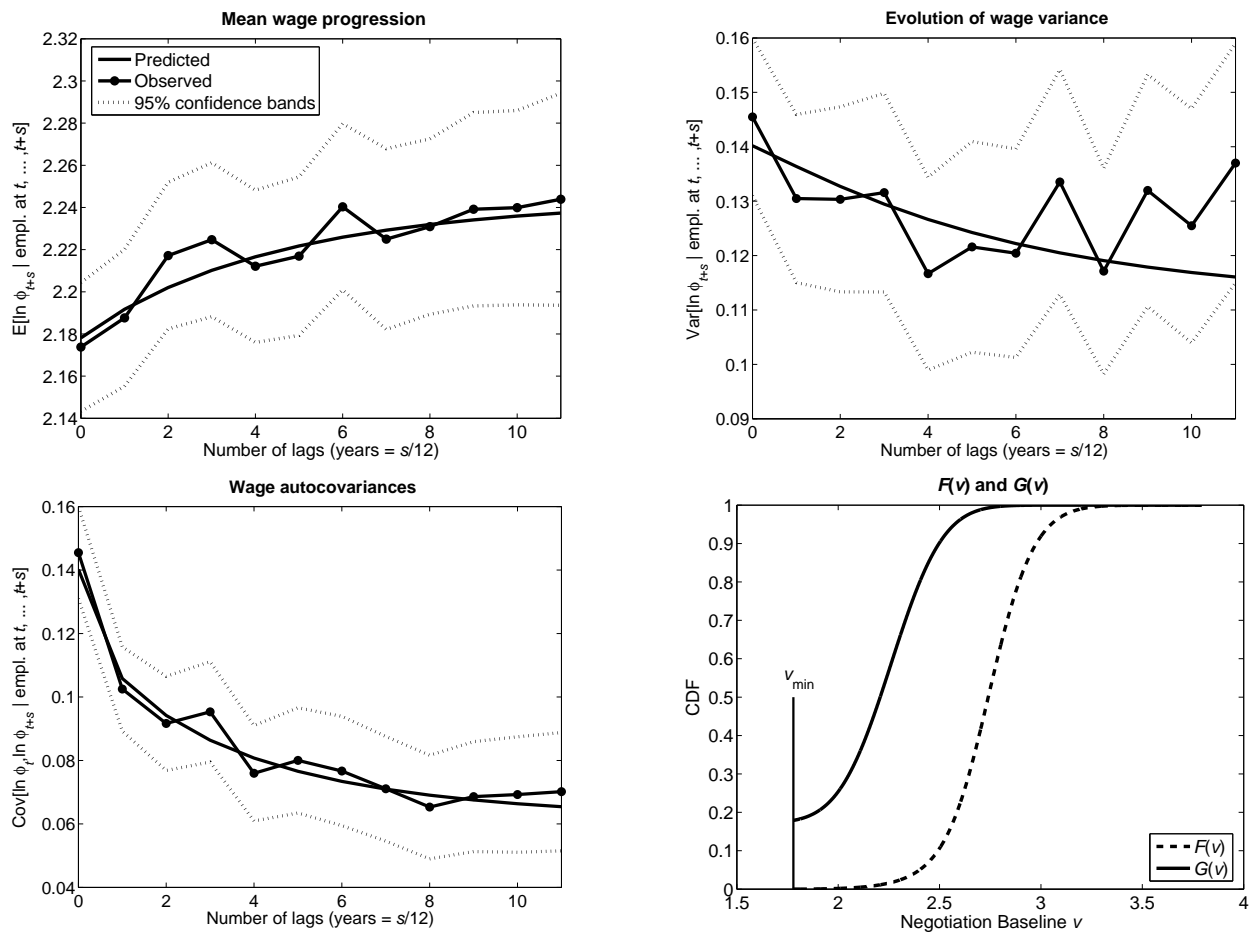 Mean wage progression
E[ln ϕt+s | empl. at t, ... ,t+s]
2.32
2.3
2.28
2.26
2.24
2.22
2.2
2.18
2.16
2.14
Predicted
Observed
95% confidence bands
0 2 4 6 8 10
Number of lags (years = s/12)
Evolution of wage variance
Var[ln ϕt+s | empl. at t, ... ,t+s]
0.16
0.15
0.14
0.13
0.12
0.11
0.1
0.09
0 2 4 6 8 10
Number of lags (years = s/12)
Wage autocovariances
Cov[ln ϕt,ln ϕt+s | empl. at t, ... ,t+s]
0.16
0.14
0.12
0.1
0.08
0.06
0.04
0 2 4 6 8 10
Number of lags (years = s/12)
F(v) and G(v)
CDF
1
0.9
0.8
0.7
0.6
0.5
0.4
0.3
0.2
0.1
0
vmin
F(v)
G(v)
1.5 2 2.5 3 3.5 4
Negotiation Baseline v